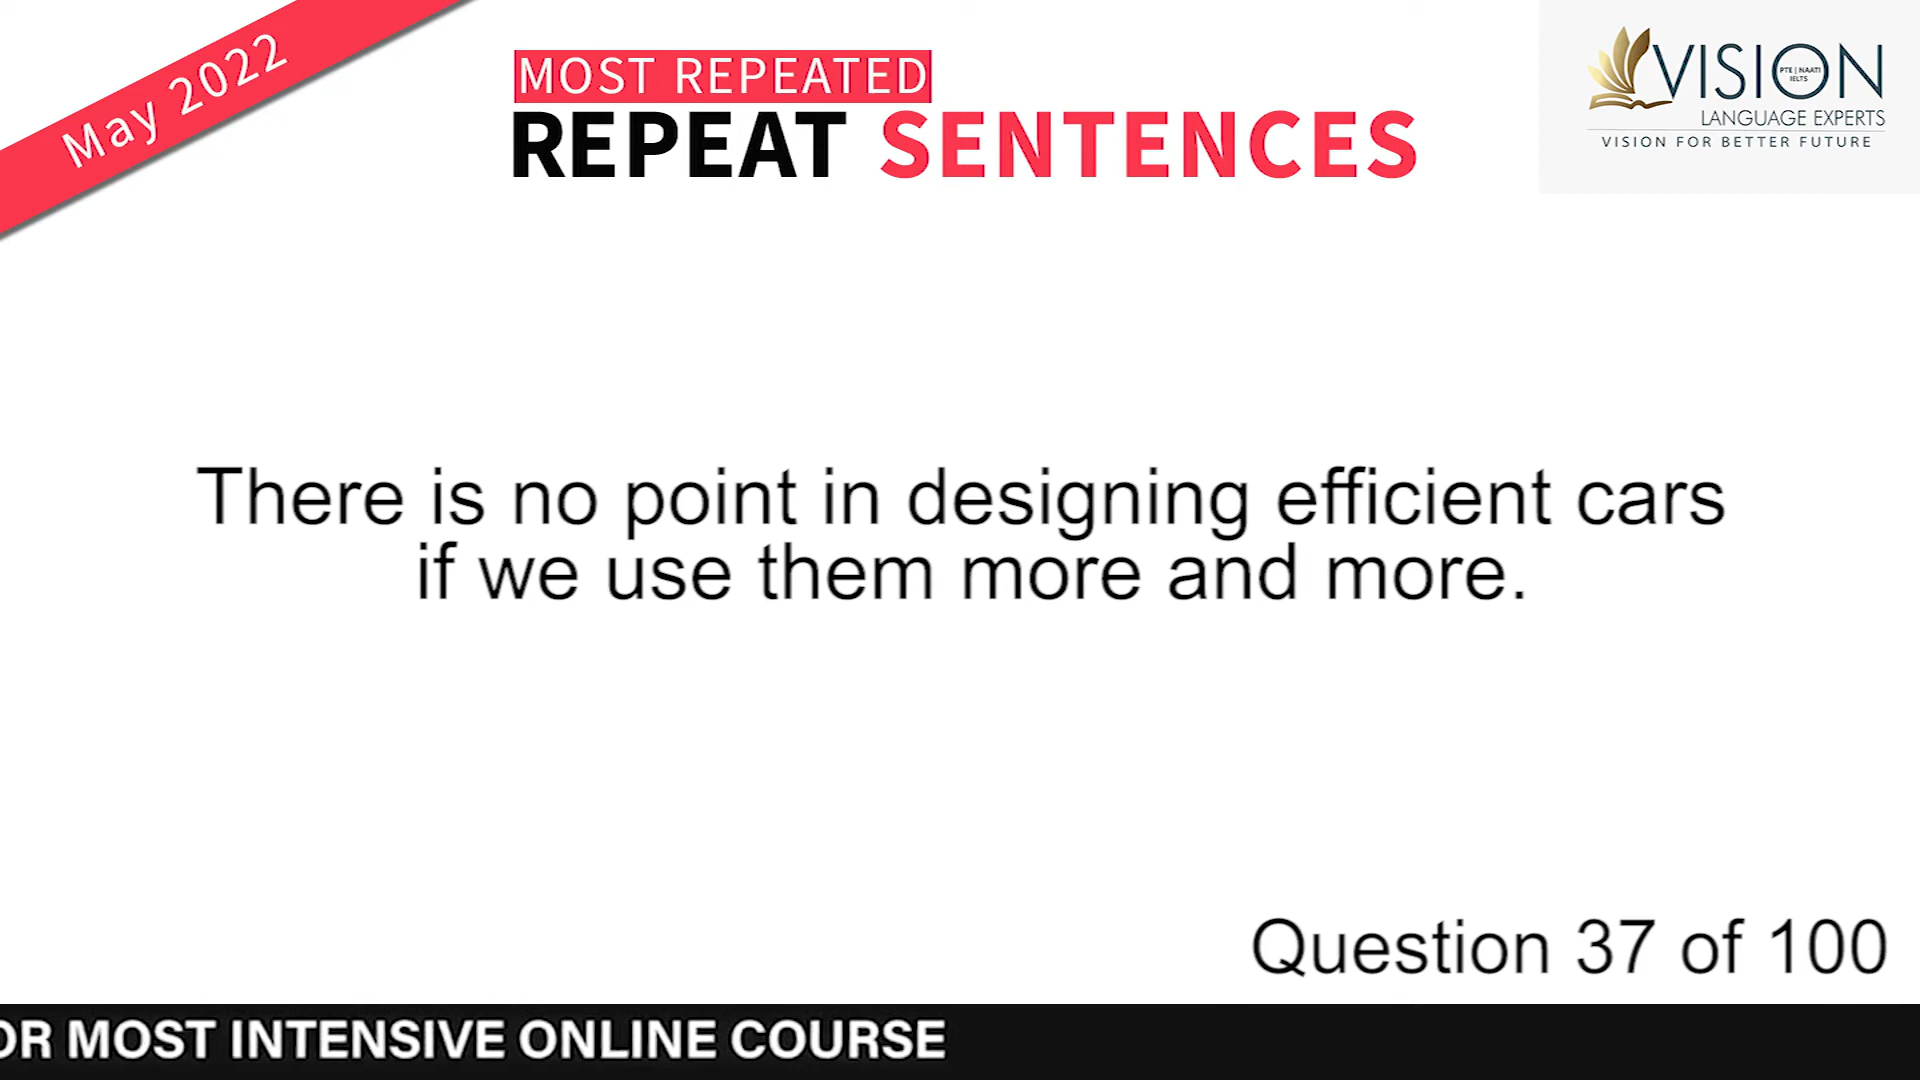 May 2022
MOST REPEATED
REPEAT SENTENCES
VISION
PTE | NAATI
IELTS
LANGUAGE EXPERTS
VISION FOR BETTER FUTURE
There is no point in designing efficient cars
if we use them more and more.
Question 37 of 100
OR MOST INTENSIVE ONLINE COURSE